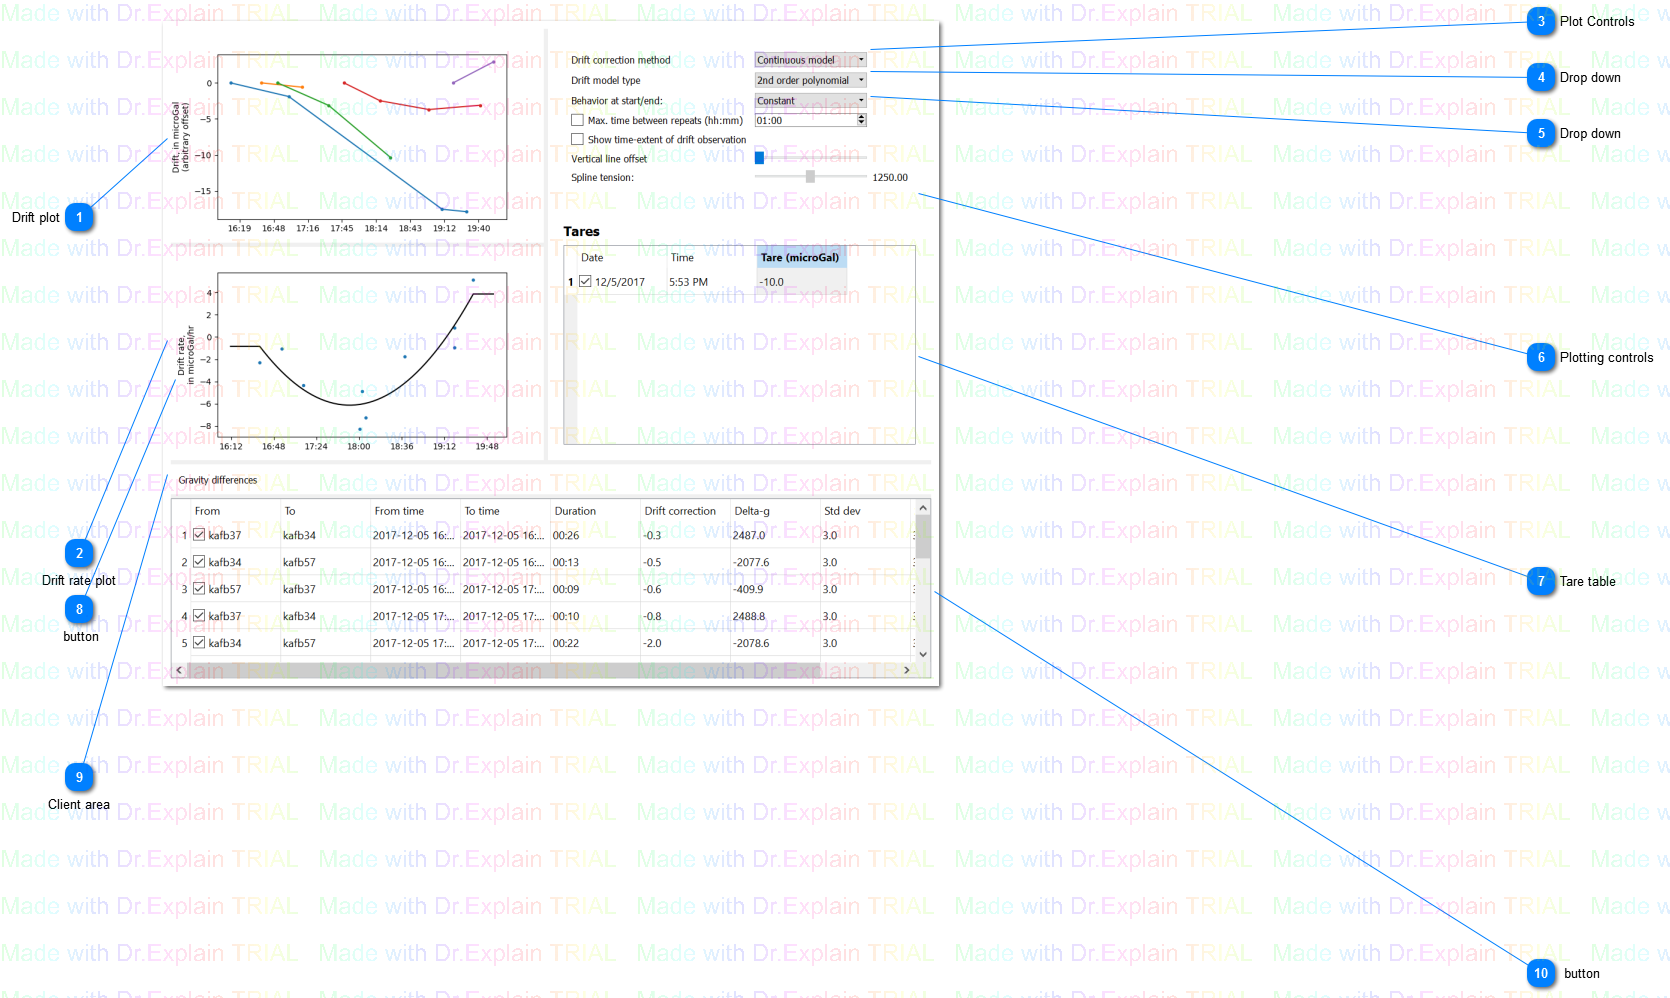 Made with Dr.Explain TRIAL
3 Plot Controls
4 Drop down
5 Drop down
6 Plotting controls
7 Tare table
10 button
Drift plot 1
2
Drift rate plot
8
button
9
Client area
Drift, in microGal
(arbitrary offset)
0
−5
−10
−15
16:19 16:48 17:16 17:45 18:14 18:43 19:12 19:40
Drift rate,
in microGal/hr
4
2
0
−2
−4
−6
−8
16:12 16:48 17:24 18:00 18:36 19:12 19:48
Drift correction method Continuous model
Drift model type 2nd order polynomial
Behavior at start/end: Constant
Max. time between repeats (hh:mm) 01:00
Show time-extent of drift observation
Vertical line offset
Spline tension: 1250.00
Tares
Date Time Tare (microGal)
1 12/5/2017 5:53 PM -10.0
Gravity differences
From To From time To time Duration Drift correction Delta-g Std dev
1 kafb37 kafb34 2017-12-05 16:... 2017-12-05 16:... 00:26 -0.3 2487.0 3.0
2 kafb34 kafb57 2017-12-05 16:... 2017-12-05 16:... 00:13 -0.5 -2077.6 3.0
3 kafb57 kafb37 2017-12-05 16:... 2017-12-05 17:... 00:09 -0.6 -409.9 3.0
4 kafb37 kafb34 2017-12-05 17:... 2017-12-05 17:... 00:10 -0.8 2488.8 3.0
5 kafb34 kafb57 2017-12-05 17:... 2017-12-05 17:... 00:22 -2.0 -2078.6 3.0